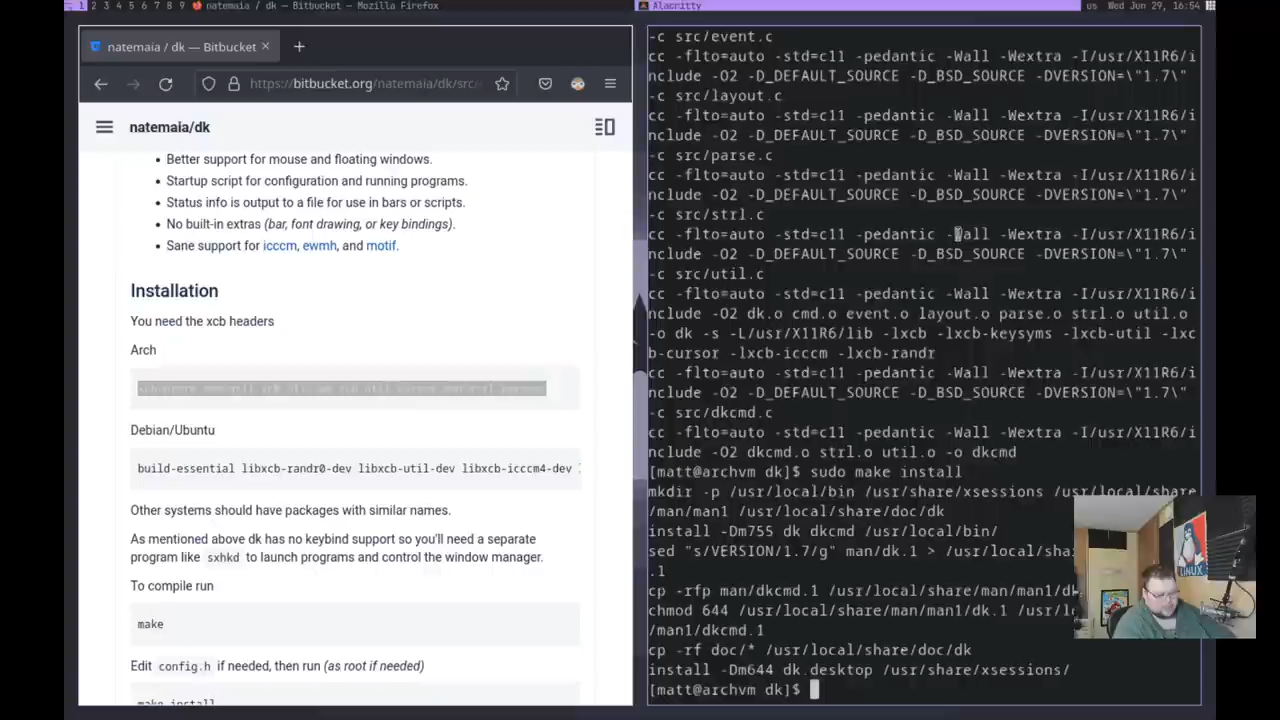 1 2 3 4 5 6 7 8 9 natemaia / dk — Bitbucket — Mozilla Firefox
Alacritty
us Wed Jun 29, 16:54
natemaia / dk — Bitbucket
https://bitbucket.org/natemaia/dk/src/
natemaia/dk
• Better support for mouse and floating windows.
• Startup script for configuration and running programs.
• Status info is output to a file for use in bars or scripts.
• No built-in extras (bar, font drawing, or key bindings).
• Sane support for icccm, ewmh, and motif.
Installation
You need the xcb headers
Arch
Debian/Ubuntu
build-essential libxcb-randr0-dev libxcb-util-dev libxcb-icccm4-dev
Other systems should have packages with similar names.
As mentioned above dk has no keybind support so you'll need a separate
program like sxhkd to launch programs and control the window manager.
To compile run
make
Edit config.h if needed, then run (as root if needed)
make install
-c src/event.c
cc -flto=auto -std=c11 -pedantic -Wall -Wextra -I/usr/X11R6/i
nclude -O2 -D_DEFAULT_SOURCE -D_BSD_SOURCE -DVERSION=\"1.7\"
-c src/layout.c
cc -flto=auto -std=c11 -pedantic -Wall -Wextra -I/usr/X11R6/i
nclude -O2 -D_DEFAULT_SOURCE -D_BSD_SOURCE -DVERSION=\"1.7\"
-c src/parse.c
cc -flto=auto -std=c11 -pedantic -Wall -Wextra -I/usr/X11R6/i
nclude -O2 -D_DEFAULT_SOURCE -D_BSD_SOURCE -DVERSION=\"1.7\"
-c src/strl.c
cc -flto=auto -std=c11 -pedantic -Wall -Wextra -I/usr/X11R6/i
nclude -O2 -D_DEFAULT_SOURCE -D_BSD_SOURCE -DVERSION=\"1.7\"
-c src/util.c
cc -flto=auto -std=c11 -pedantic -Wall -Wextra -I/usr/X11R6/i
nclude -O2 dk.o cmd.o event.o layout.o parse.o strl.o util.o
-o dk -s -L/usr/X11R6/lib -lxcb -lxcb-keysyms -lxcb-util -lxc
b-cursor -lxcb-icccm -lxcb-randr
cc -flto=auto -std=c11 -pedantic -Wall -Wextra -I/usr/X11R6/i
nclude -O2 -D_DEFAULT_SOURCE -D_BSD_SOURCE -DVERSION=\"1.7\"
-c src/dkcmd.c
cc -flto=auto -std=c11 -pedantic -Wall -Wextra -I/usr/X11R6/i
nclude -O2 dkcmd.o strl.o util.o -o dkcmd
[matt@archvm dk]$ sudo make install
mkdir -p /usr/local/bin /usr/share/xsessions /usr/local/share
/man/man1 /usr/local/share/doc/dk
install -Dm755 dk dkcmd /usr/local/bin/
sed "s/VERSION/1.7/g" man/dk.1 > /usr/local/sha
.1
cp -rfp man/dkcmd.1 /usr/local/share/man/man1/dk
chmod 644 /usr/local/share/man/man1/dk.1 /usr/l
/man1/dkcmd.1
cp -rf doc/* /usr/local/share/doc/dk
install -Dm644 dk.desktop /usr/share/xsessions/
[matt@archvm dk]$
LINUX